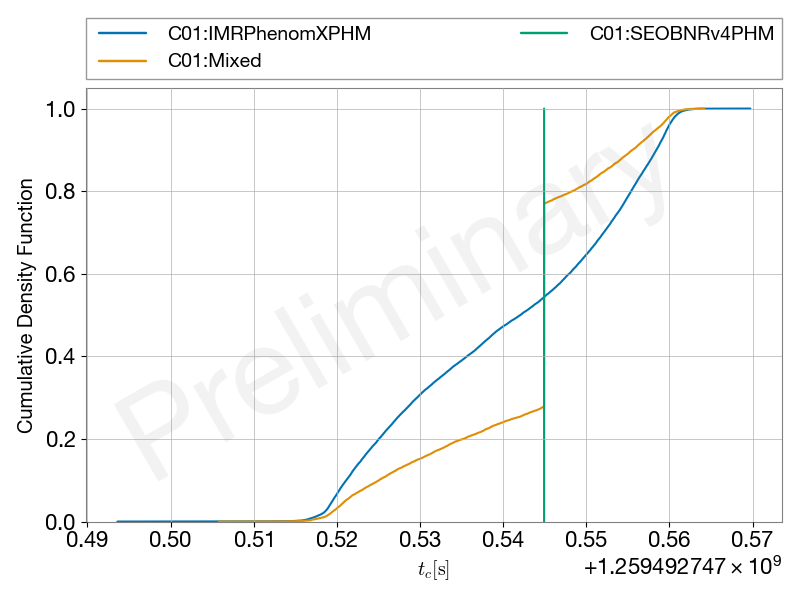 C01:IMRPhenomXPHM
C01:Mixed
C01:SEOBNRv4PHM
Preliminary
Cumulative Density Function
1.0
0.8
0.6
0.4
0.2
0.0
0.49 0.50 0.51 0.52 0.53 0.54 0.55 0.56 0.57
+1.259492747 × 10⁹
t_c[s]